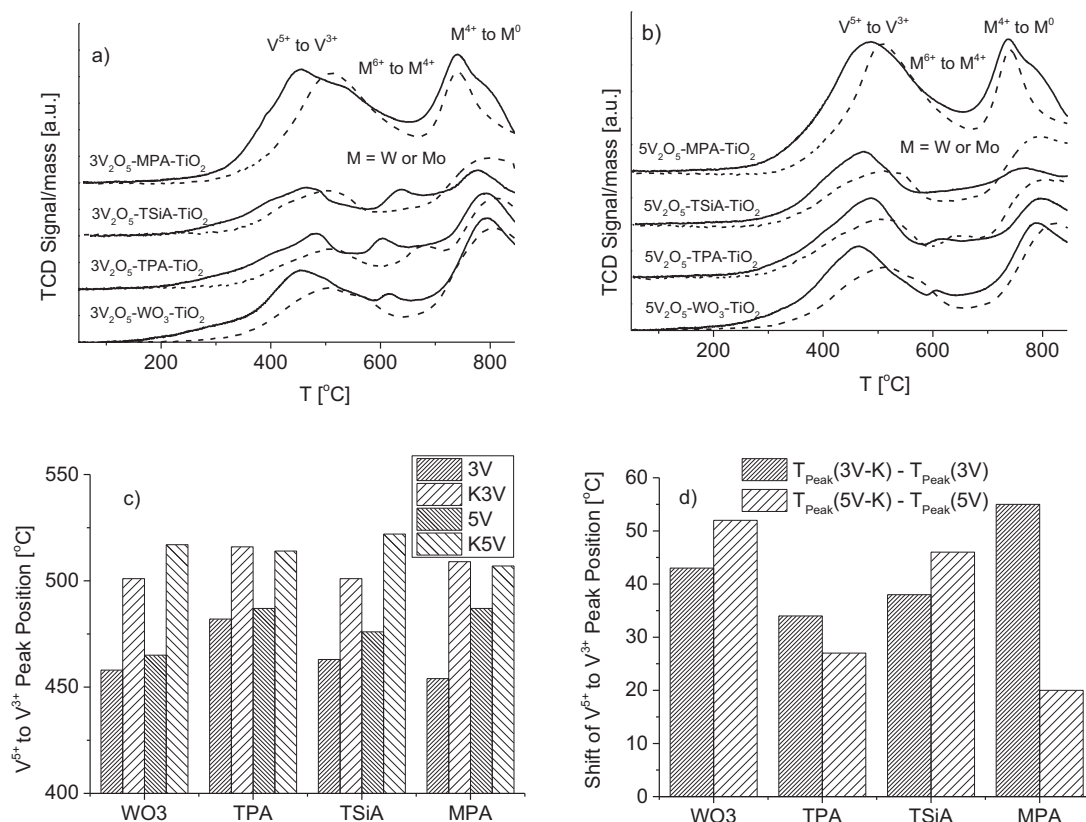 a)
V⁵⁺ to V³⁺
M⁶⁺ to M⁴⁺
M⁴⁺ to M⁰
M = W or Mo
3V₂O₅-MPA-TiO₂
3V₂O₅-TSiA-TiO₂
3V₂O₅-TPA-TiO₂
3V₂O₅-WO₃-TiO₂
TCD Signal/mass [a.u.]
200 400 600 800
T [°C]
b)
V⁵⁺ to V³⁺
M⁶⁺ to M⁴⁺
M⁴⁺ to M⁰
M = W or Mo
5V₂O₅-MPA-TiO₂
5V₂O₅-TSiA-TiO₂
5V₂O₅-TPA-TiO₂
5V₂O₅-WO₃-TiO₂
TCD Signal/mass [a.u.]
200 400 600 800
T [°C]
c)
3V
K3V
5V
K5V
V⁵⁺ to V³⁺ Peak Position [°C]
550
500
450
400
WO3 TPA TSiA MPA
d)
T_Peak(3V-K) - T_Peak(3V)
T_Peak(5V-K) - T_Peak(5V)
Shift of V⁵⁺ to V³⁺ Peak Position [°C]
60
50
40
30
20
10
0
WO3 TPA TSiA MPA